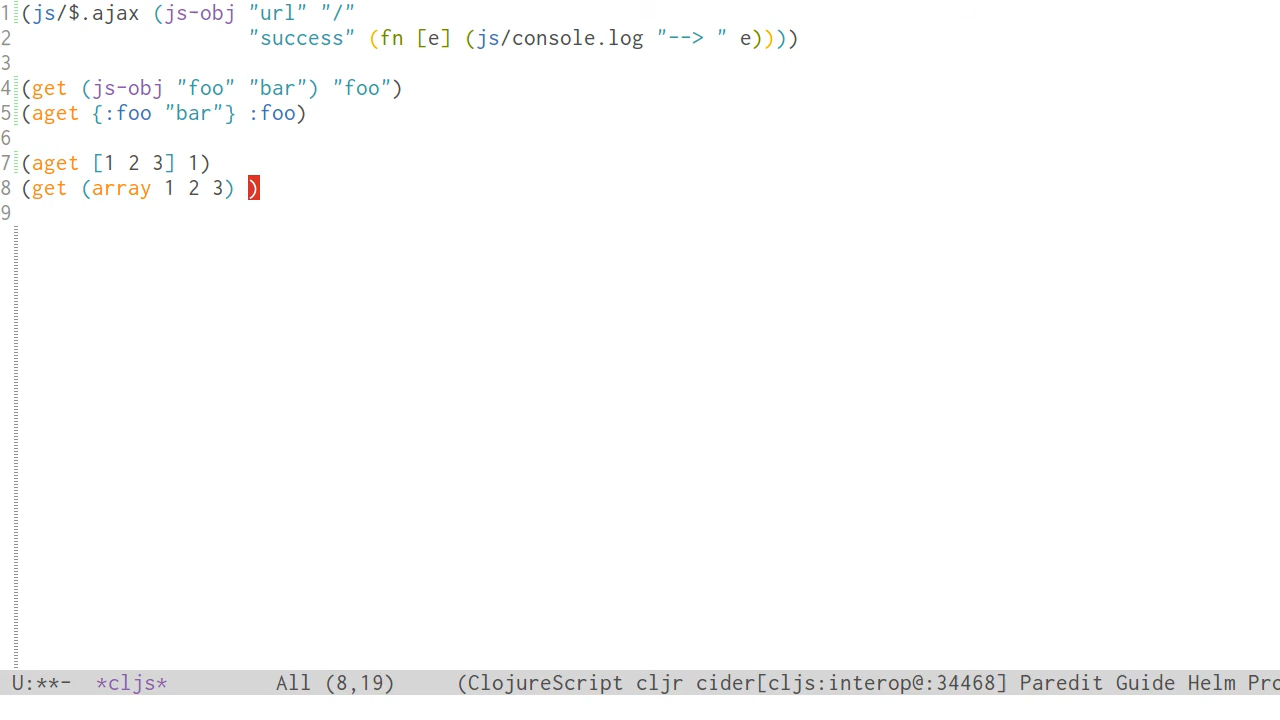 1 (js/$.ajax (js-obj "url" "/"
2                    "success" (fn [e] (js/console.log "--> " e))))
3
4 (get (js-obj "foo" "bar") "foo")
5 (aget {:foo "bar"} :foo)
6
7 (aget [1 2 3] 1)
8 (get (array 1 2 3) )
9
U:**-  *cljs*         All (8,19)     (ClojureScript cljr cider[cljs:interop@:34468] Paredit Guide Helm Pro